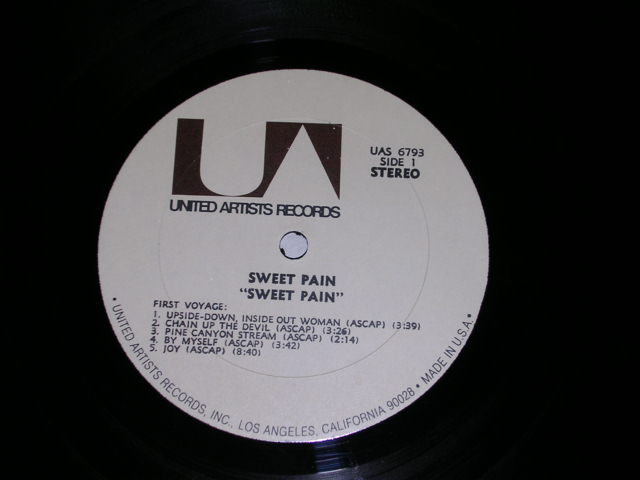 UA
UNITED ARTISTS RECORDS
UAS 6793
SIDE 1
STEREO
SWEET PAIN
"SWEET PAIN"
FIRST VOYAGE:
1. UPSIDE-DOWN, INSIDE OUT WOMAN (ASCAP) (3:39)
2. CHAIN UP THE DEVIL (ASCAP) (3:26)
3. PINE CANYON STREAM (ASCAP) (2:14)
4. BY MYSELF (ASCAP) (3:42)
5. JOY (ASCAP) (8:40)
• UNITED ARTISTS RECORDS, INC., LOS ANGELES, CALIFORNIA 90028 • MADE IN U.S.A. •